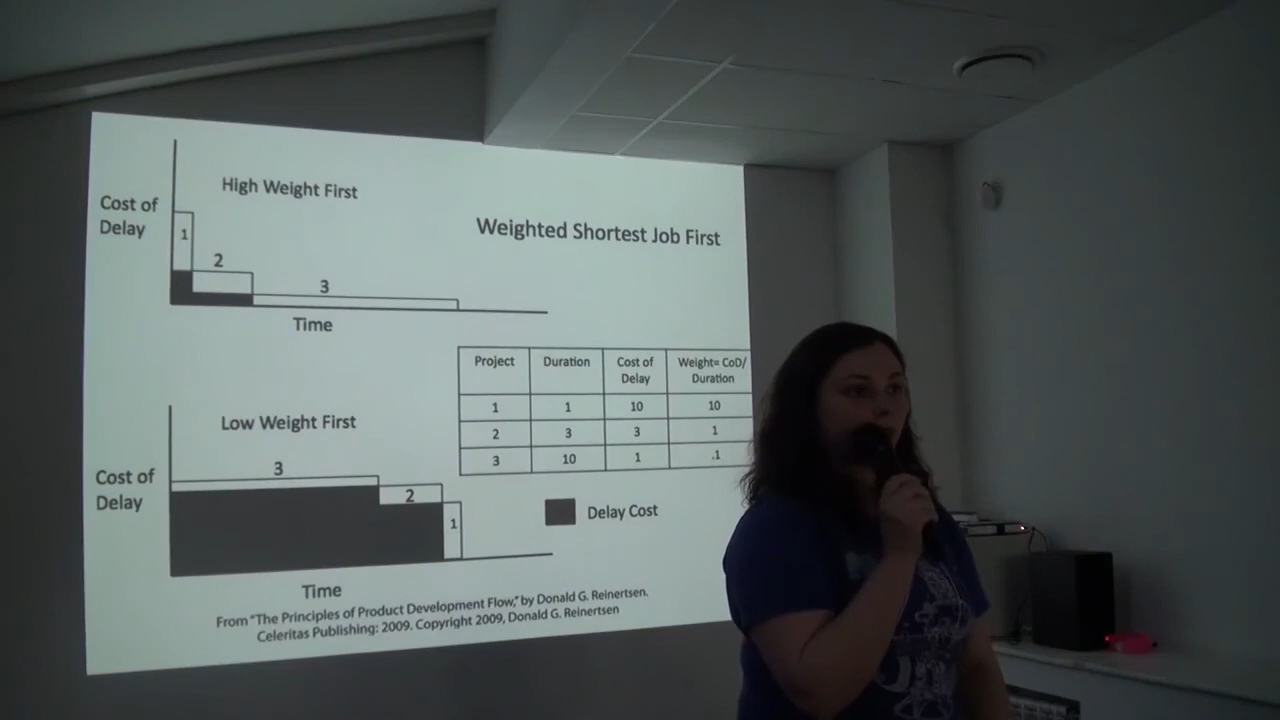 High Weight First
Cost of
Delay
1
2
3
Time
Weighted Shortest Job First
Project Duration Cost of Delay Weight= CoD/ Duration
1 1 10 10
2 3 3 1
3 10 1 .1
Low Weight First
Cost of
Delay
3
2
1
Time
Delay Cost
From "The Principles of Product Development Flow," by Donald G. Reinertsen.
Celeritas Publishing: 2009. Copyright 2009, Donald G. Reinertsen